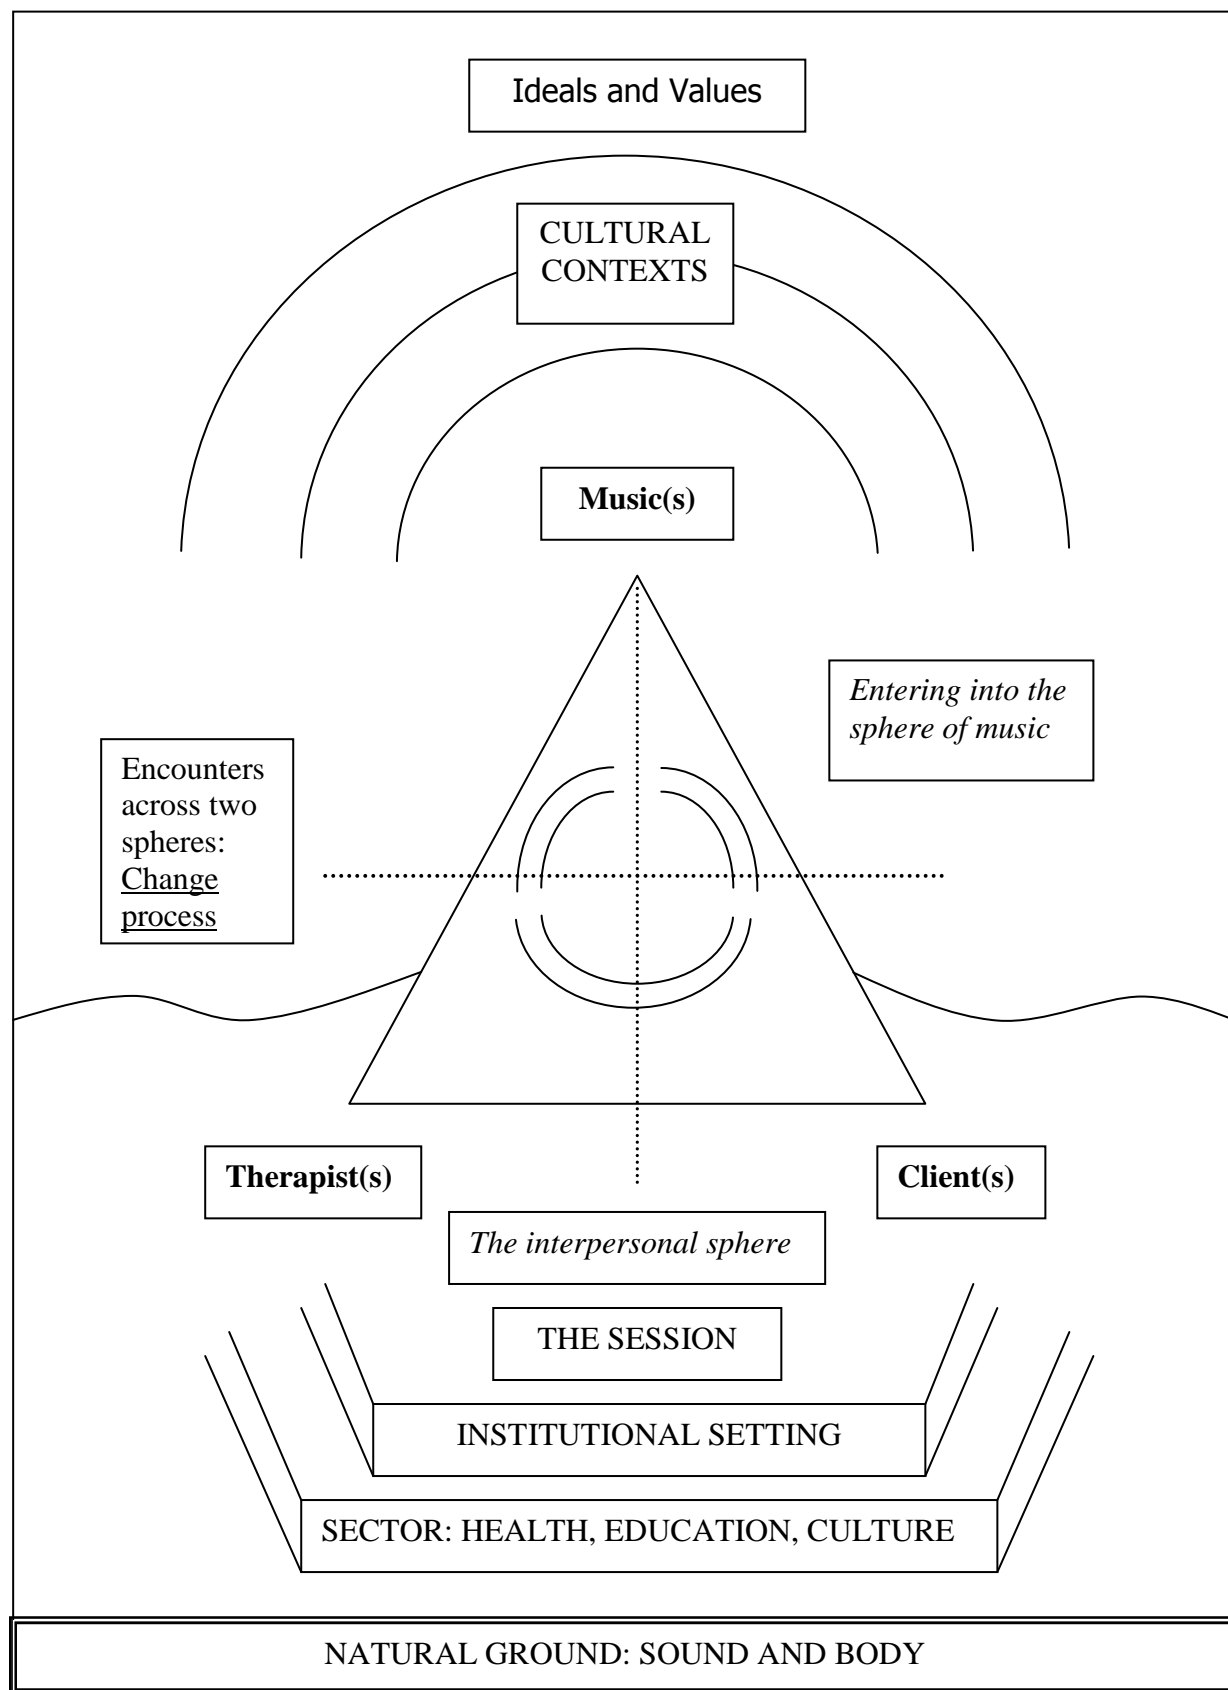 Ideals and Values
CULTURAL
CONTEXTS
Music(s)
Entering into the
sphere of music
Encounters
across two
spheres:
Change
process
Therapist(s)
Client(s)
The interpersonal sphere
THE SESSION
INSTITUTIONAL SETTING
SECTOR: HEALTH, EDUCATION, CULTURE
NATURAL GROUND: SOUND AND BODY